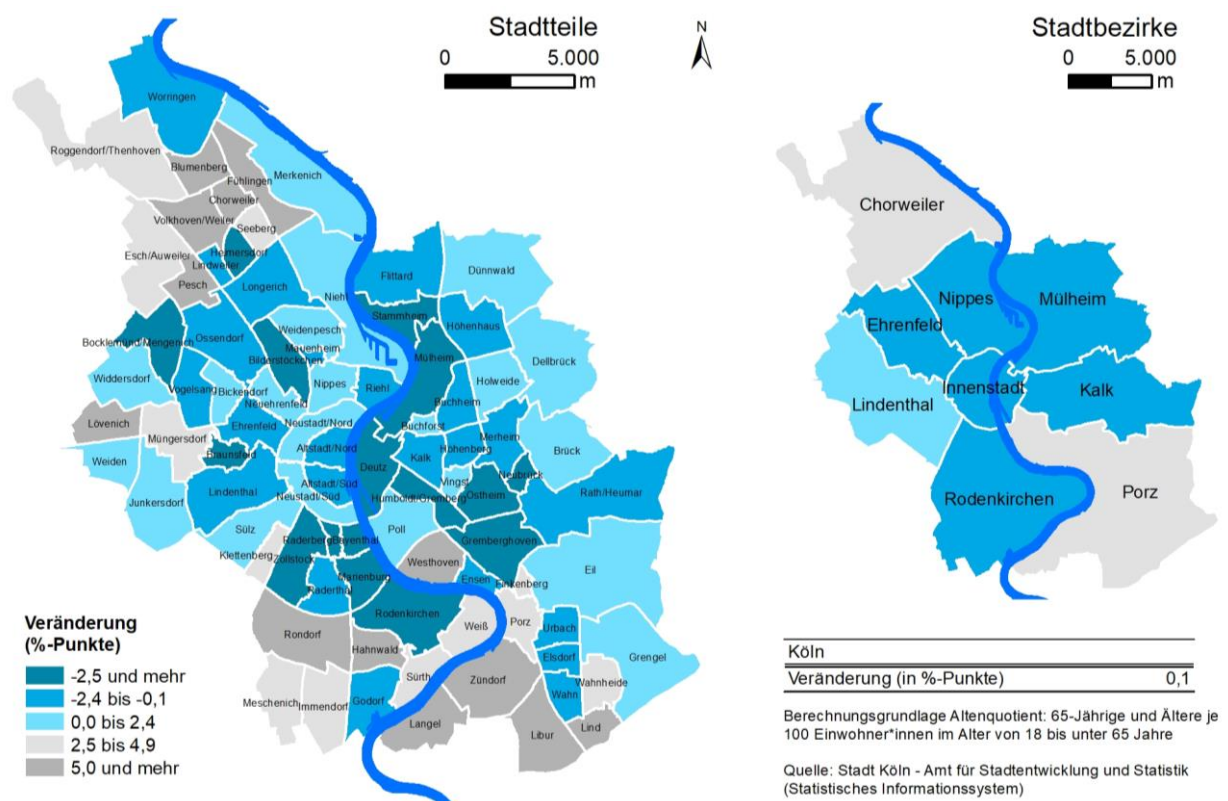 Stadtteile
0 5.000
m
N
Stadtbezirke
0 5.000
m
Worringen
Roggendorf/Thenhoven
Blumenberg
Fühlingen
Merkenich
Chorweiler
Volkhoven/Weiler
Seeberg
Esch/Auweiler
Heimersdorf
Lindweiler
Pesch
Longerich
Niehl
Flittard
Dünnwald
Stammheim
Höhenhaus
Weidenpesch
Ossendorf
Bocklemünd/Mengenich
Mauenheim
Bilderstöckchen
Mülheim
Dellbrück
Widdersdorf
Vogelsang
Bickendorf
Nippes
Riehl
Holweide
Buchheim
Neuehrenfeld
Lövenich
Ehrenfeld
Neustadt/Nord
Buchforst
Müngersdorf
Altstadt/Nord
Merheim
Höhenberg
Kalk
Brück
Weiden
Braunsfeld
Deutz
Neubrück
Vingst
Ostheim
Junkersdorf
Lindenthal
Altstadt/Süd
Neustadt/Süd
Humboldt/Gremberg
Rath/Heumar
Sülz
Poll
Raderberg
Bayenthal
Gremberghoven
Klettenberg
Zollstock
Westhoven
Eil
Marienburg
Raderthal
Ensen
Finkenberg
Rodenkirchen
Weiß
Porz
Urbach
Rondorf
Hahnwald
Elsdorf
Grengel
Sürth
Zündorf
Wahnheide
Wahn
Meschenich
Immendorf
Godorf
Langel
Libur
Lind
Veränderung
(%-Punkte)
-2,5 und mehr
-2,4 bis -0,1
0,0 bis 2,4
2,5 bis 4,9
5,0 und mehr
Chorweiler
Nippes
Mülheim
Ehrenfeld
Innenstadt
Kalk
Lindenthal
Rodenkirchen
Porz
Köln
Veränderung (in %-Punkte) 0,1
Berechnungsgrundlage Altenquotient: 65-Jährige und Ältere je
100 Einwohner*innen im Alter von 18 bis unter 65 Jahre
Quelle: Stadt Köln - Amt für Stadtentwicklung und Statistik
(Statistisches Informationssystem)